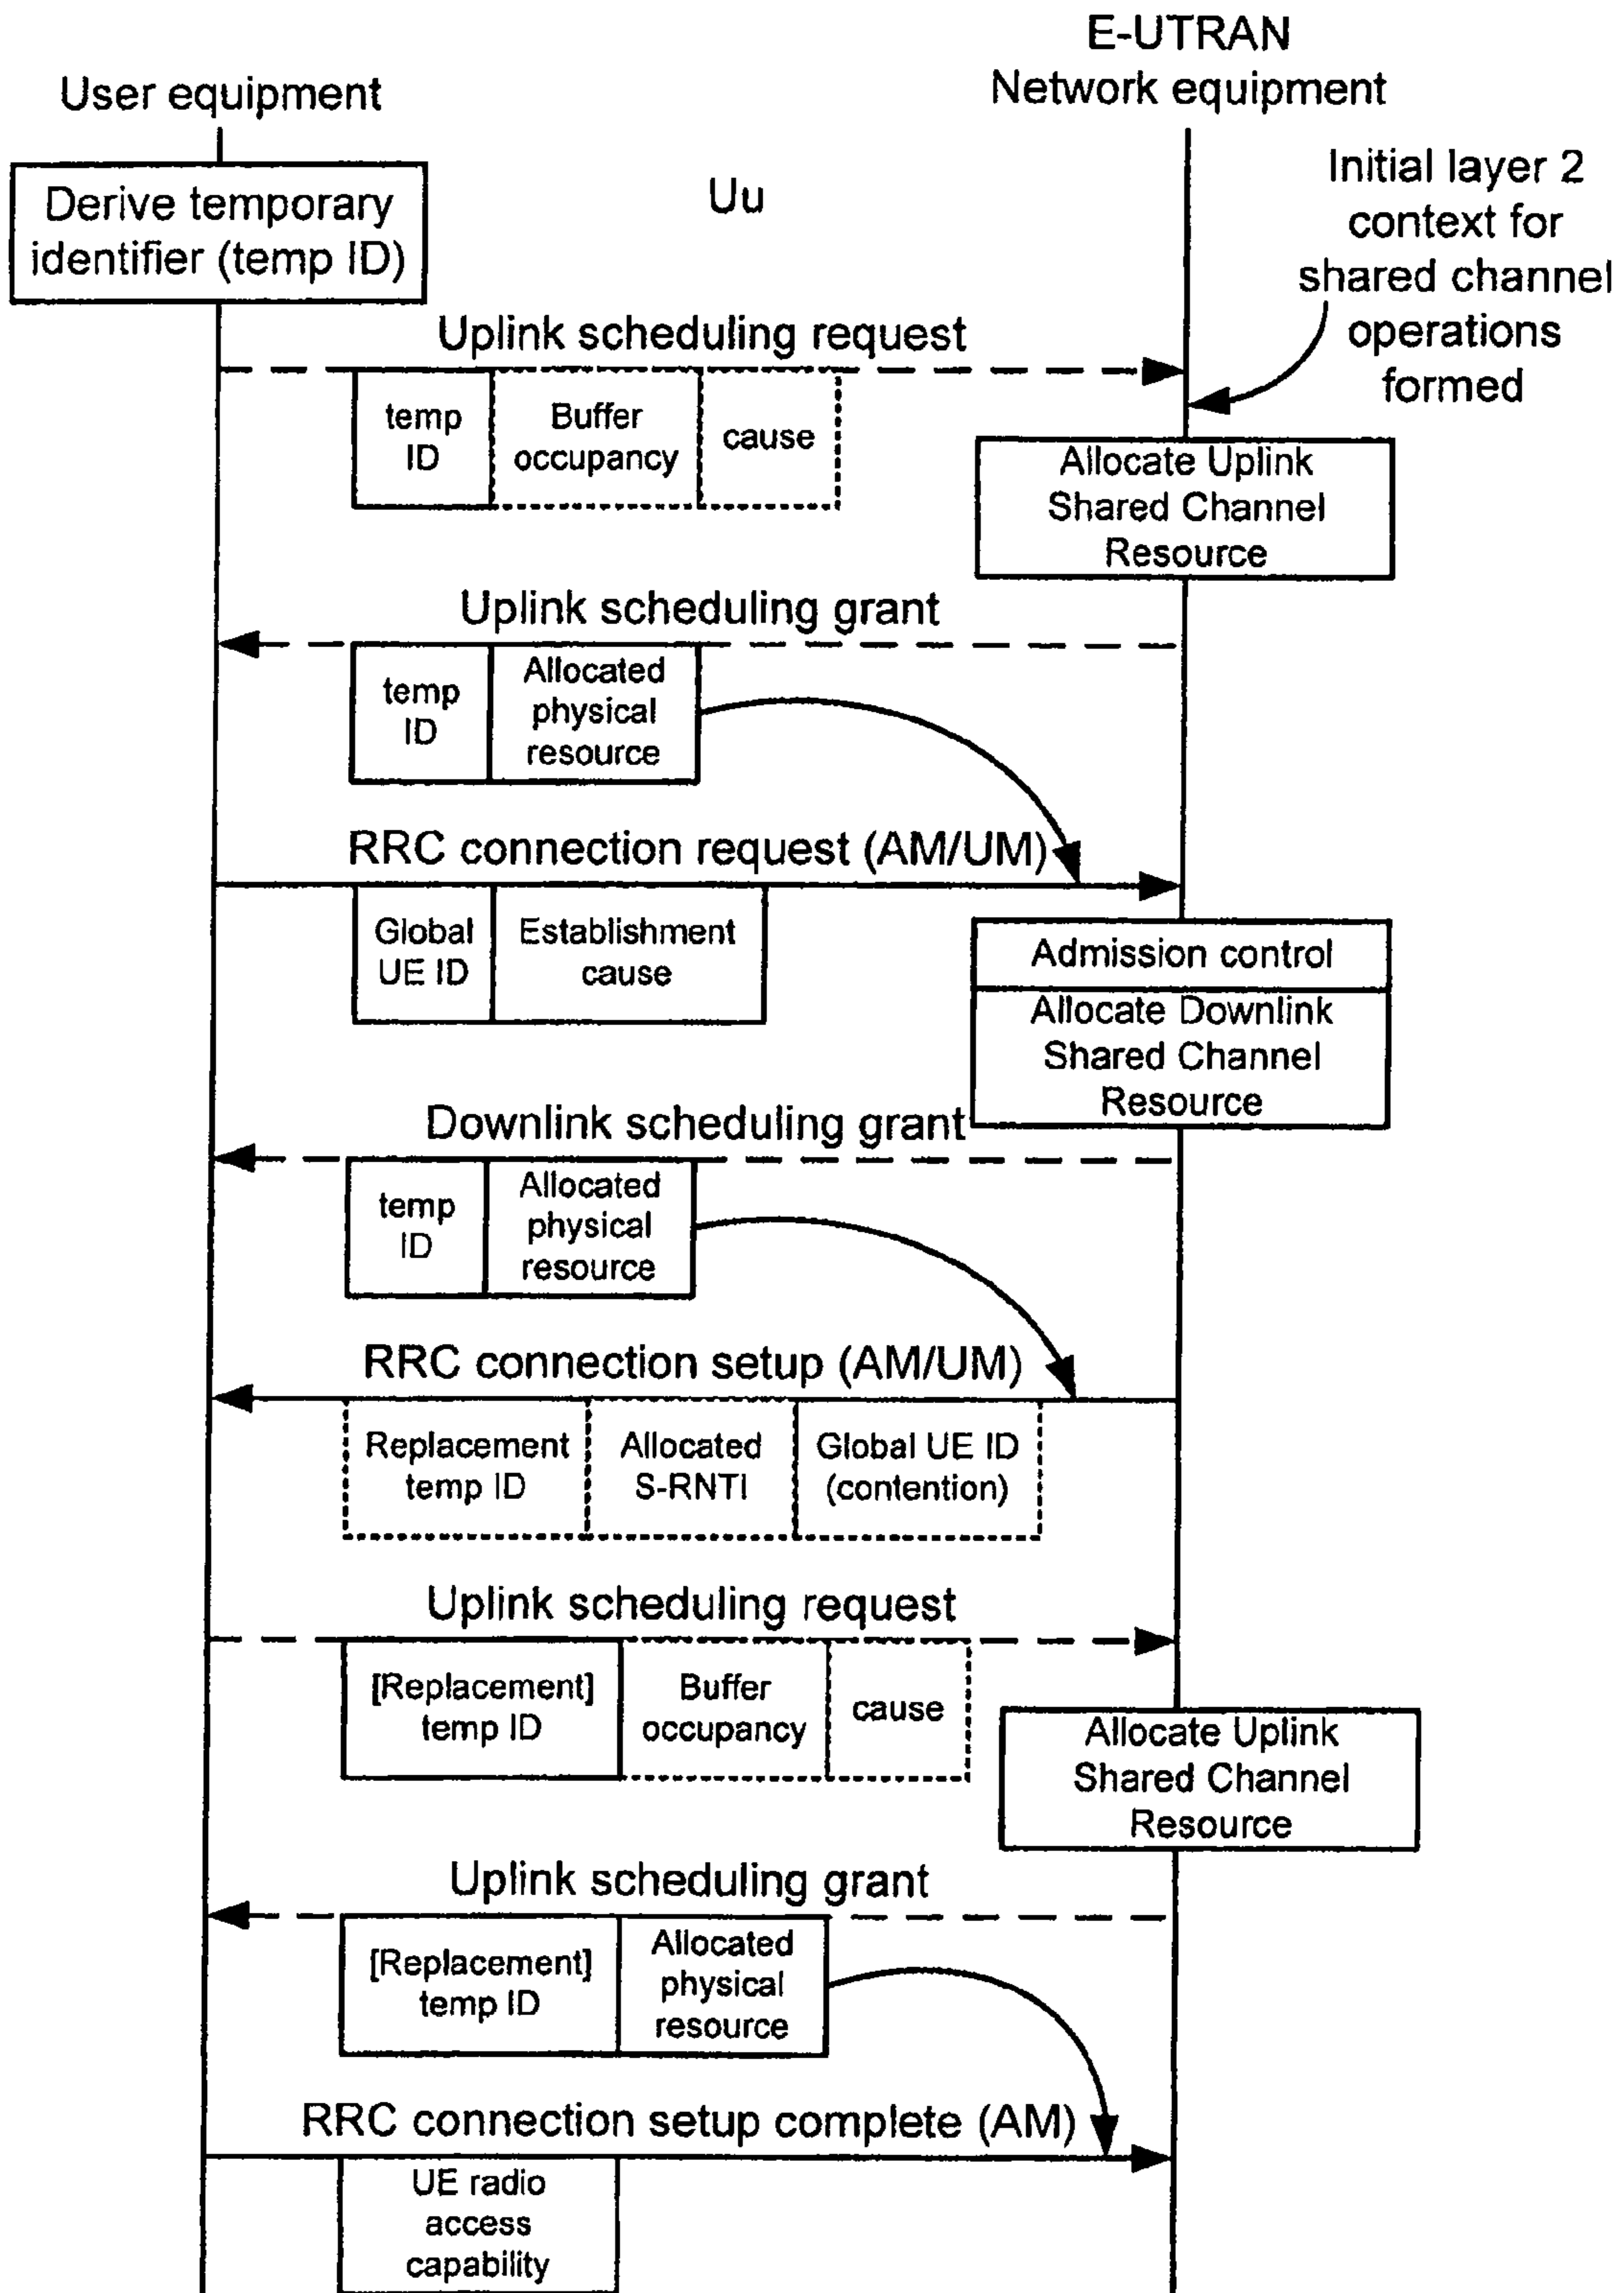 E-UTRAN
Network equipment
User equipment
Initial layer 2
context for
shared channel
operations
formed
Derive temporary
identifier (temp ID)
Uu
Uplink scheduling request
temp
ID
Buffer
occupancy
cause
Allocate Uplink
Shared Channel
Resource
Uplink scheduling grant
temp
ID
Allocated
physical
resource
RRC connection request (AM/UM)
Global
UE ID
Establishment
cause
Admission control
Allocate Downlink
Shared Channel
Resource
Downlink scheduling grant
temp
ID
Allocated
physical
resource
RRC connection setup (AM/UM)
Replacement
temp ID
Allocated
S-RNTI
Global UE ID
(contention)
Uplink scheduling request
[Replacement]
temp ID
Buffer
occupancy
cause
Allocate Uplink
Shared Channel
Resource
Uplink scheduling grant
[Replacement]
temp ID
Allocated
physical
resource
RRC connection setup complete (AM)
UE radio
access
capability